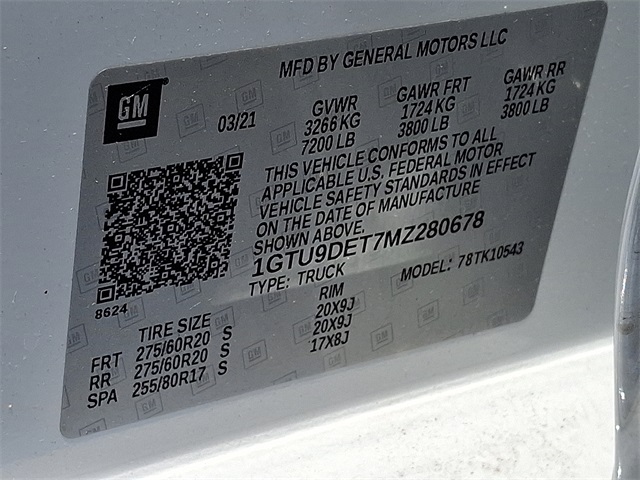 MFD BY GENERAL MOTORS LLC
GM
03/21
GVWR GAWR FRT GAWR RR
3266 KG 1724 KG 1724 KG
7200 LB 3800 LB 3800 LB
THIS VEHICLE CONFORMS TO ALL
APPLICABLE U.S. FEDERAL MOTOR
VEHICLE SAFETY STANDARDS IN EFFECT
ON THE DATE OF MANUFACTURE
SHOWN ABOVE.
1GTU9DET7MZ280678
TYPE: TRUCK MODEL: 78TK10543
8624
TIRE SIZE RIM
FRT 275/60R20 S 20X9J
RR 275/60R20 S 20X9J
SPA 255/80R17 S 17X8J